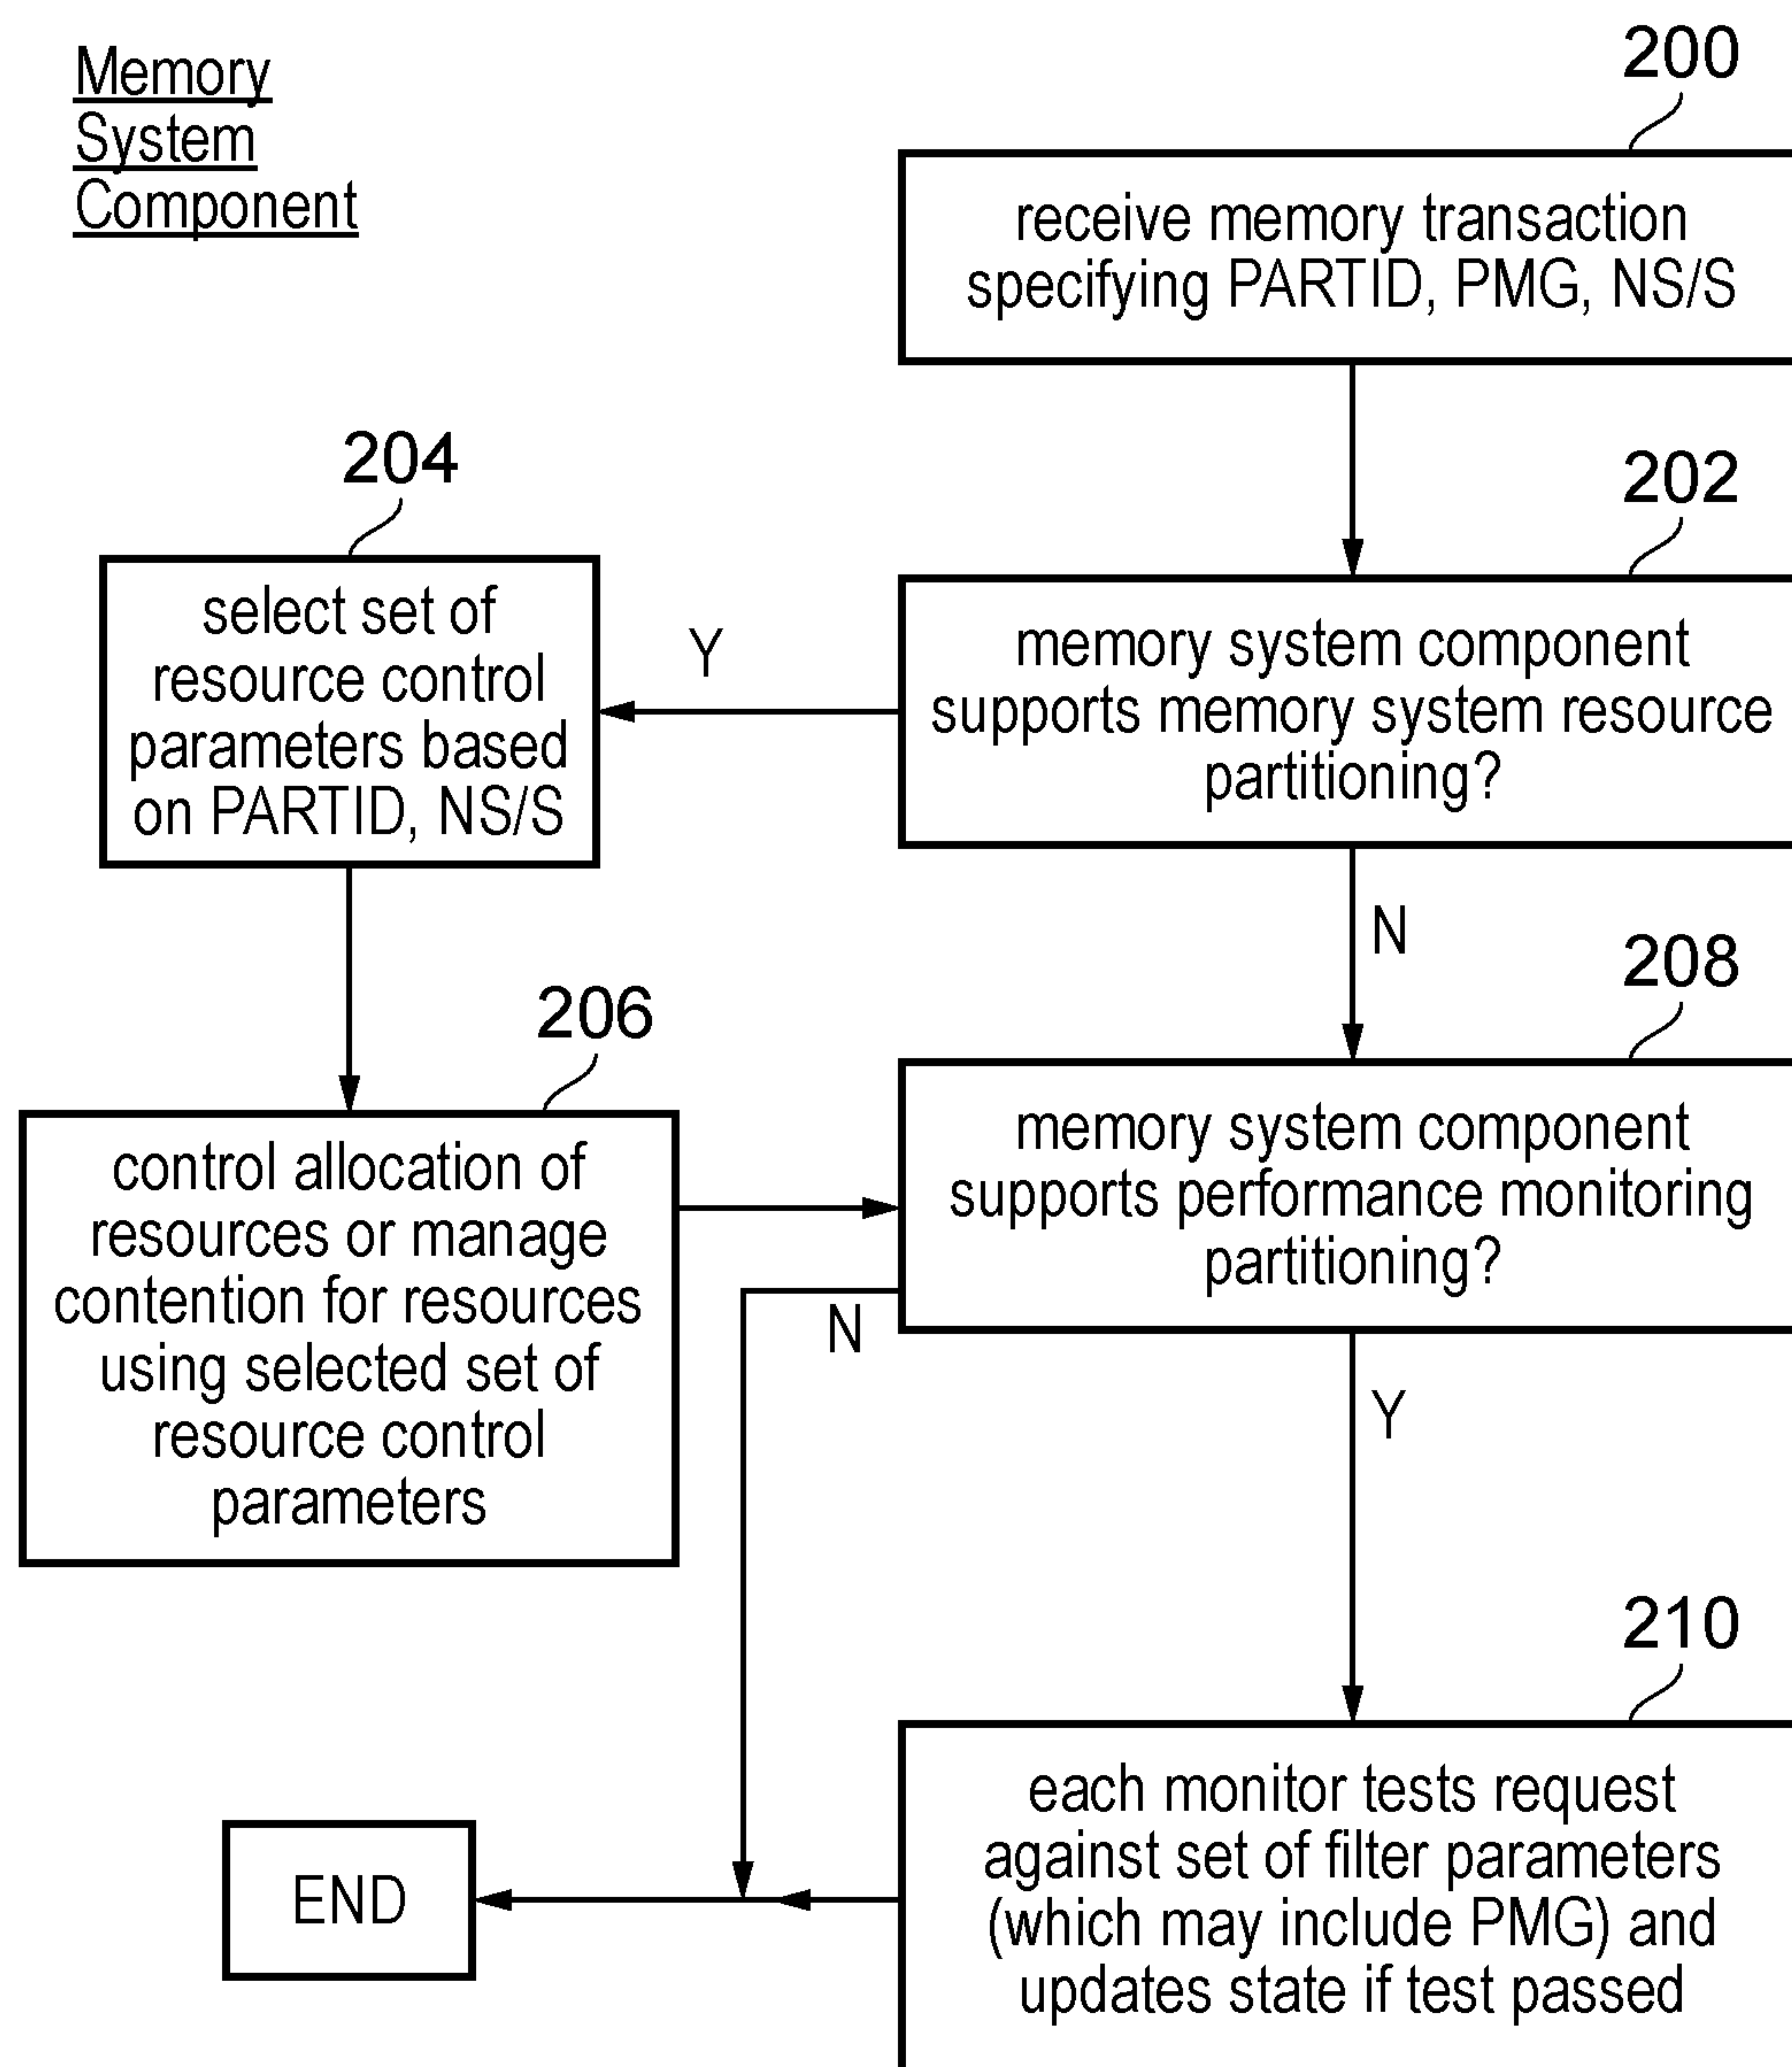 Memory
System
Component
200
receive memory transaction
specifying PARTID, PMG, NS/S
202
memory system component
supports memory system resource
partitioning?
Y
N
204
select set of
resource control
parameters based
on PARTID, NS/S
206
control allocation of
resources or manage
contention for resources
using selected set of
resource control
parameters
208
memory system component
supports performance monitoring
partitioning?
N
Y
210
each monitor tests request
against set of filter parameters
(which may include PMG) and
updates state if test passed
END